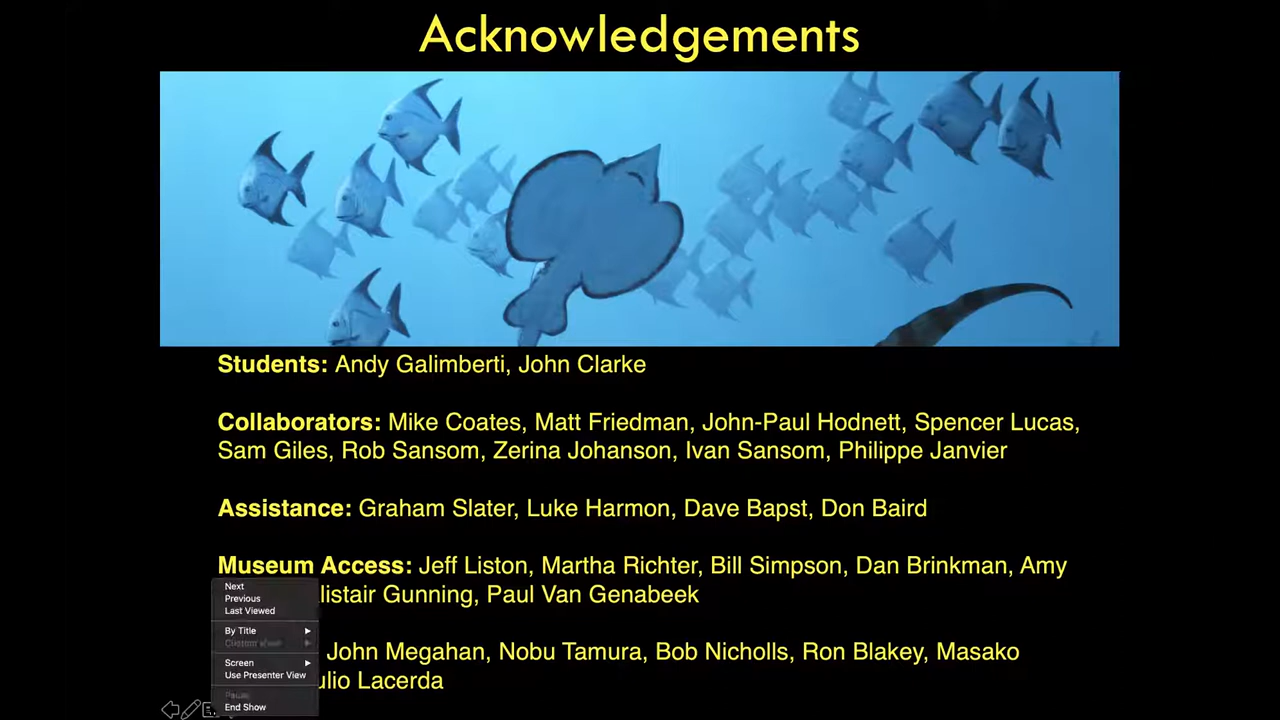 Acknowledgements
Students: Andy Galimberti, John Clarke
Collaborators: Mike Coates, Matt Friedman, John-Paul Hodnett, Spencer Lucas,
Sam Giles, Rob Sansom, Zerina Johanson, Ivan Sansom, Philippe Janvier
Assistance: Graham Slater, Luke Harmon, Dave Bapst, Don Baird
Museum Access: Jeff Liston, Martha Richter, Bill Simpson, Dan Brinkman, Amy
listair Gunning, Paul Van Genabeek
John Megahan, Nobu Tamura, Bob Nicholls, Ron Blakey, Masako
ulio Lacerda
Next
Previous
Last Viewed
By Title
Screen
Use Presenter View
Pause
End Show